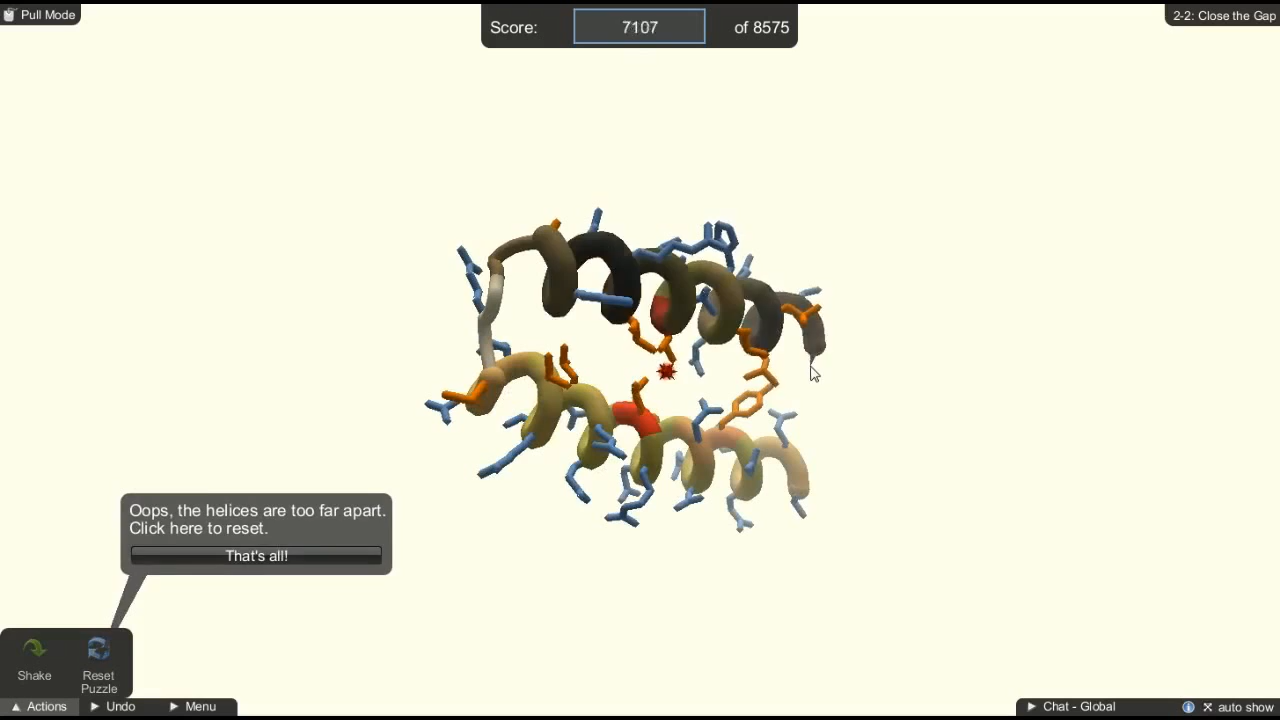 Pull Mode
Score: 7107 of 8575
2-2: Close the Gap
Oops, the helices are too far apart.
Click here to reset.
That's all!
Shake
Reset
Puzzle
Actions
Undo
Menu
Chat - Global
auto show